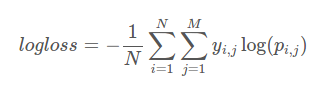 logloss = -\frac{1}{N} \sum_{i=1}^{N} \sum_{j=1}^{M} y_{i,j} \log(p_{i,j})